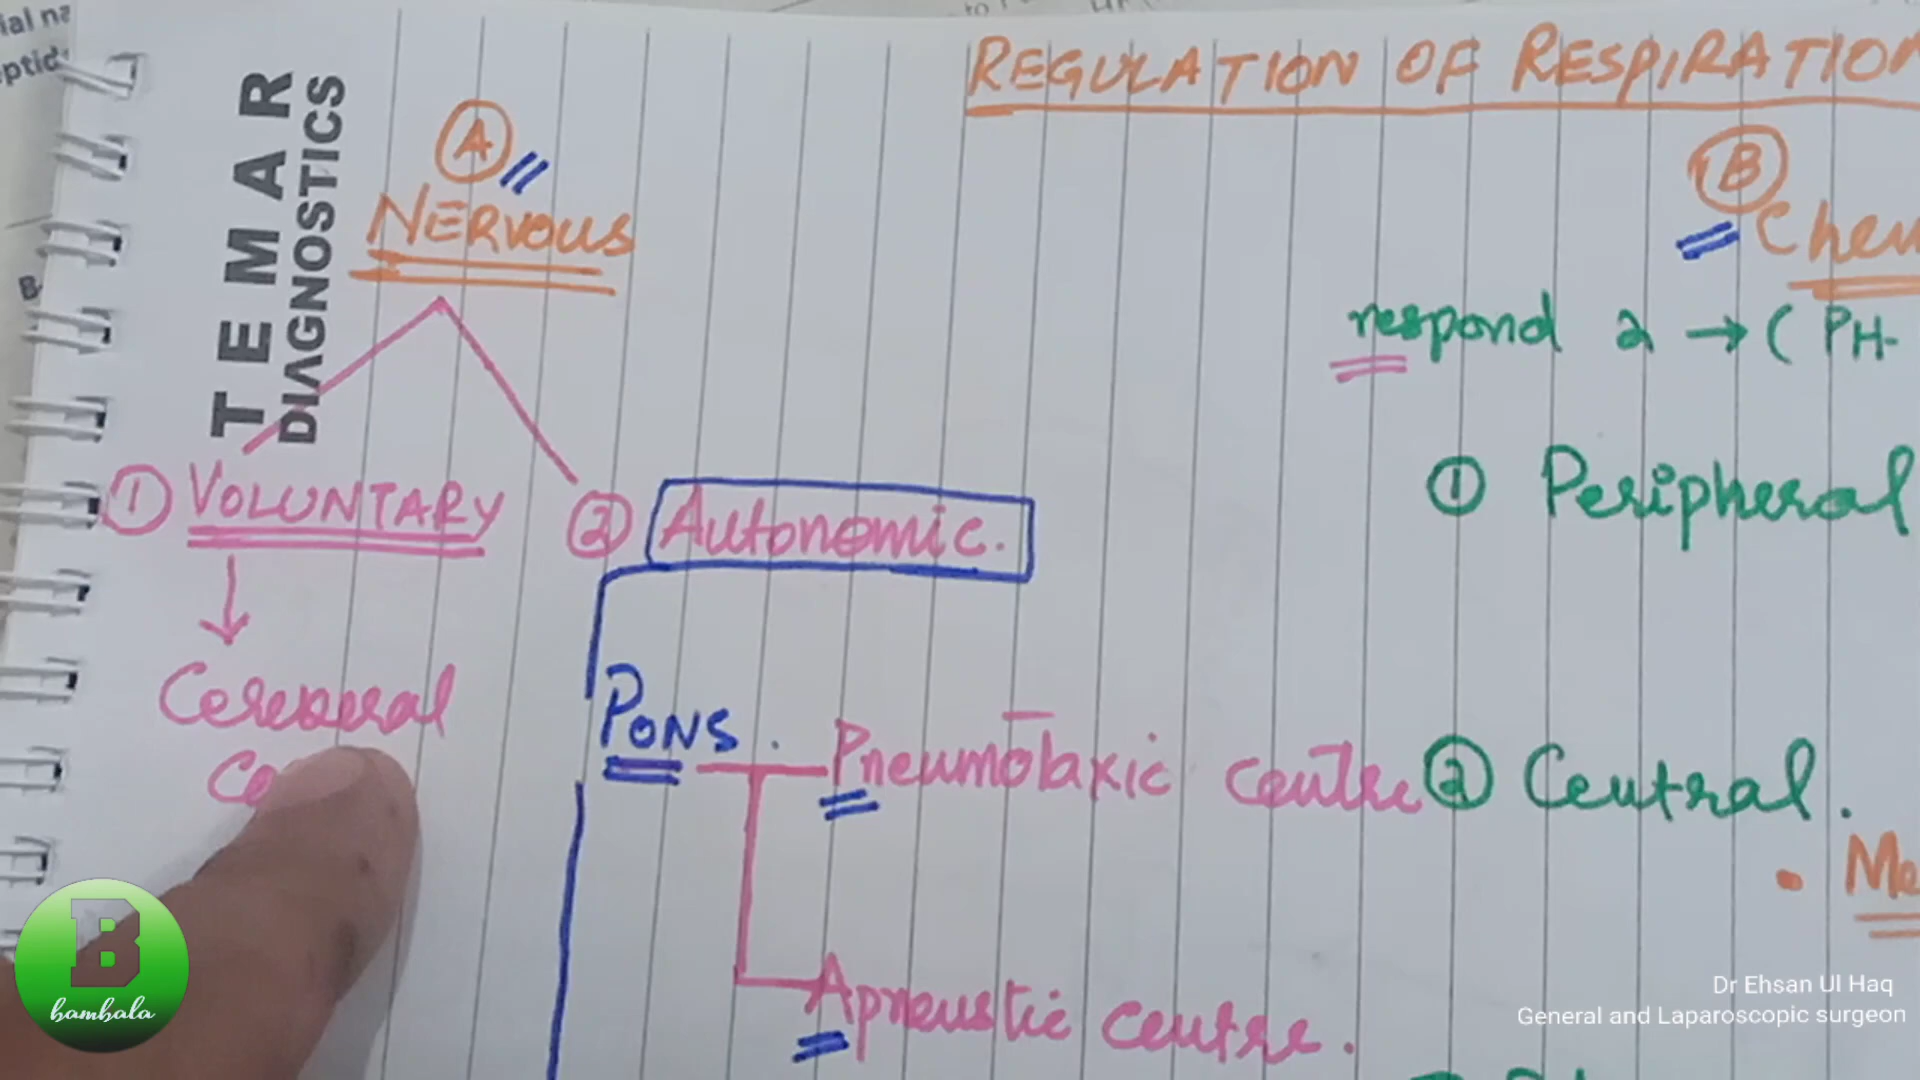 REGULATION OF RESPIRATION
TEMAR
DIAGNOSTICS
A
NERVOUS
B
respond 2 → ( PH-
1 VOLUNTARY
2 Autonomic.
1 Peripheral
Cerebral
PONS.
Pneumotaxic centre
2 Central.
Apneustic centre.
B
bambala
Dr Ehsan Ul Haq
General and Laparoscopic surgeon